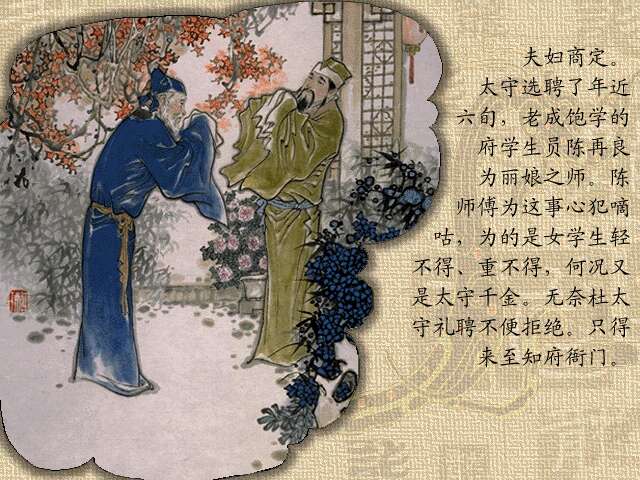 夫妇商定。
太守选聘了年近
六旬，老成饱学的
府学生员陈再良
为丽娘之师。陈
师傅为这事心犯嘀
咕，为的是女学生轻
不得、重不得，何况又
是太守千金。无奈杜太
守礼聘不便拒绝。只得
来至知府衙门。